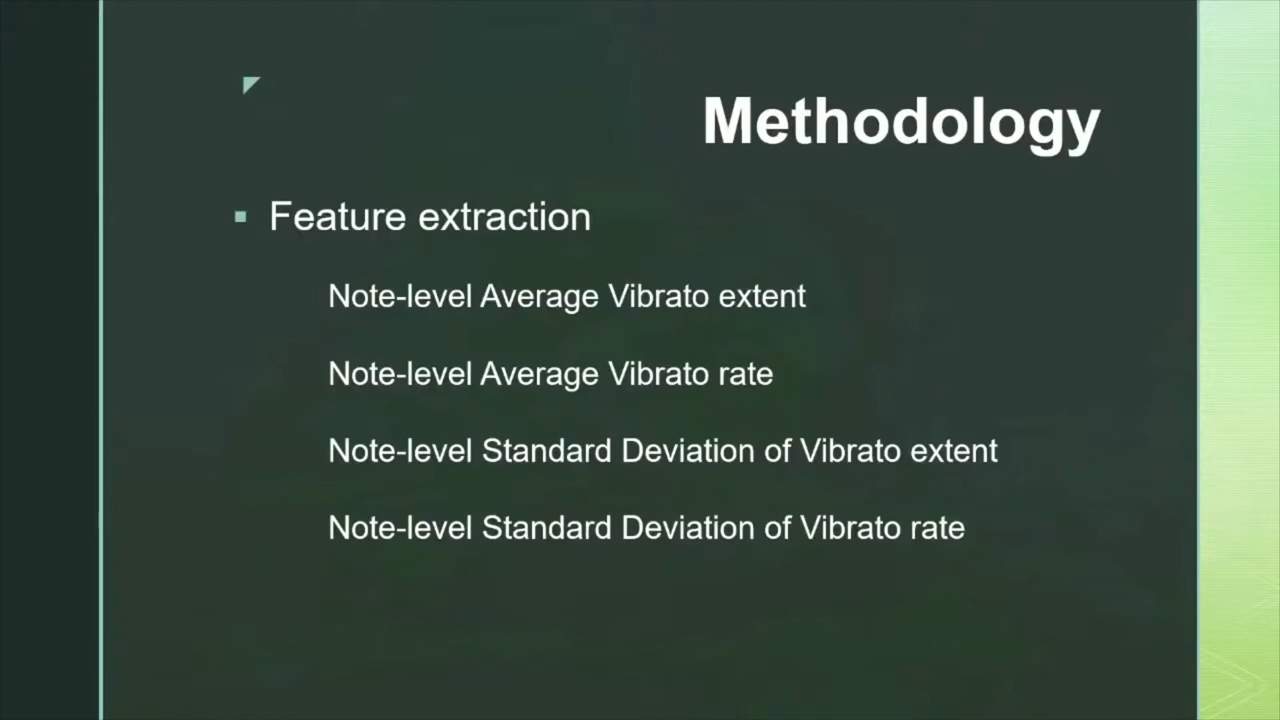 Methodology
Feature extraction
Note-level Average Vibrato extent
Note-level Average Vibrato rate
Note-level Standard Deviation of Vibrato extent
Note-level Standard Deviation of Vibrato rate